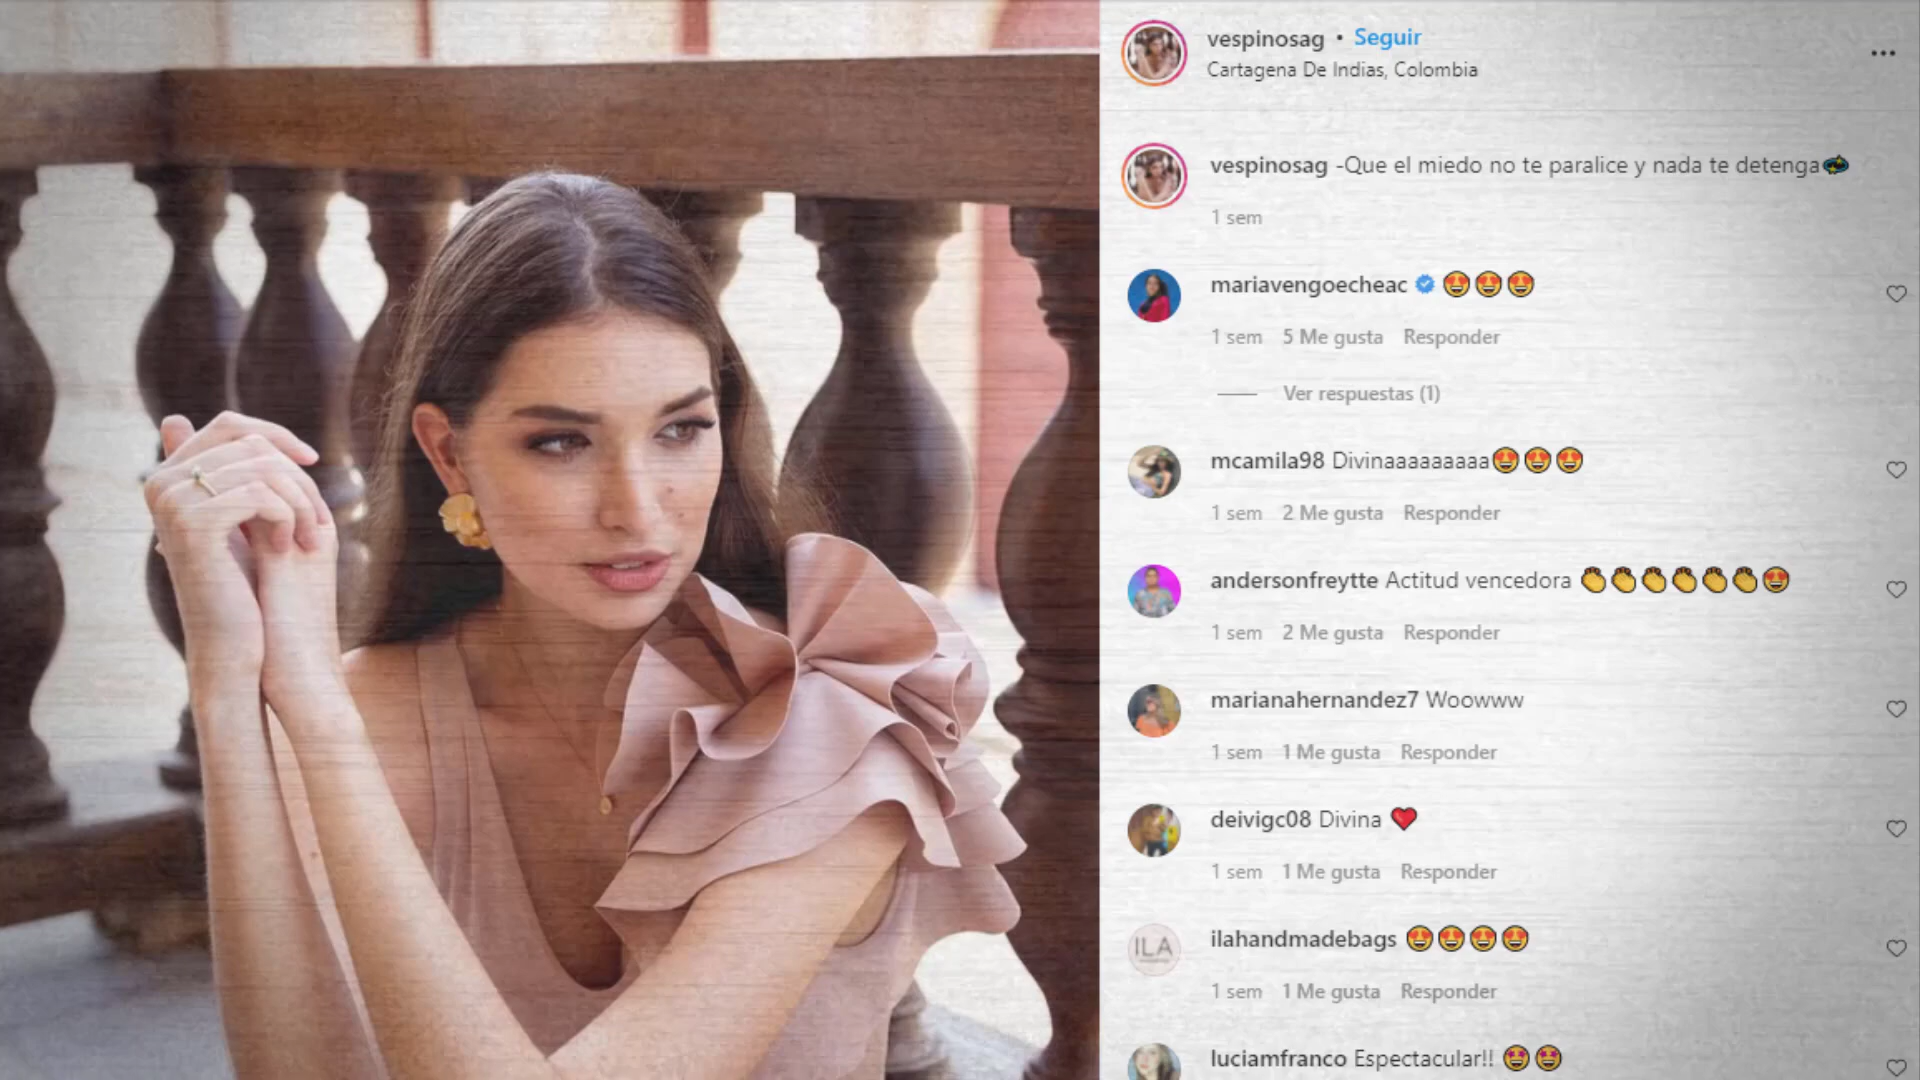 vespinosag • Seguir
Cartagena De Indias, Colombia
vespinosag -Que el miedo no te paralice y nada te detenga💫
1 sem
mariavengoecheac 😍😍😍
1 sem 5 Me gusta Responder
Ver respuestas (1)
mcamila98 Divinaaaaaaaaa😍😍😍
1 sem 2 Me gusta Responder
andersonfreytte Actitud vencedora 👏👏👏👏👏👏😍
1 sem 2 Me gusta Responder
marianahernandez7 Woowww
1 sem 1 Me gusta Responder
deivigc08 Divina ❤️
1 sem 1 Me gusta Responder
ILA
ilahandmadebags 😍😍😍😍
1 sem 1 Me gusta Responder
luciamfranco Espectacular!! 🤩🤩